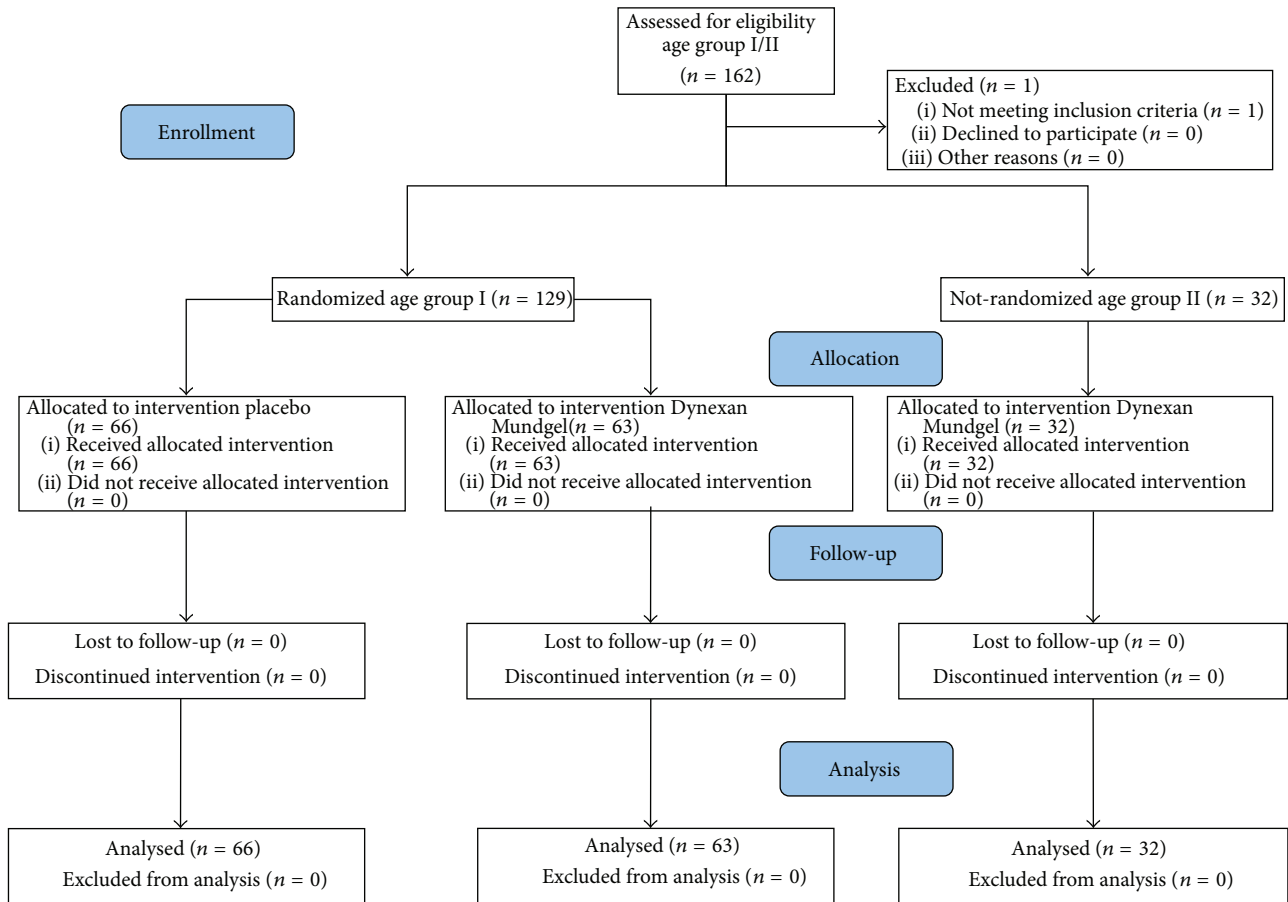 Assessed for eligibility
age group I/II
(n = 162)
Excluded (n = 1)
(i) Not meeting inclusion criteria (n = 1)
(ii) Declined to participate (n = 0)
(iii) Other reasons (n = 0)
Enrollment
Randomized age group I (n = 129)
Not-randomized age group II (n = 32)
Allocation
Allocated to intervention placebo
(n = 66)
(i) Received allocated intervention
(n = 66)
(ii) Did not receive allocated intervention
(n = 0)
Allocated to intervention Dynexan
Mundgel(n = 63)
(i) Received allocated intervention
(n = 63)
(ii) Did not receive allocated intervention
(n = 0)
Allocated to intervention Dynexan
Mundgel (n = 32)
(i) Received allocated intervention
(n = 32)
(ii) Did not receive allocated intervention
(n = 0)
Follow-up
Lost to follow-up (n = 0)
Discontinued intervention (n = 0)
Lost to follow-up (n = 0)
Discontinued intervention (n = 0)
Lost to follow-up (n = 0)
Discontinued intervention (n = 0)
Analysis
Analysed (n = 66)
Excluded from analysis (n = 0)
Analysed (n = 63)
Excluded from analysis (n = 0)
Analysed (n = 32)
Excluded from analysis (n = 0)